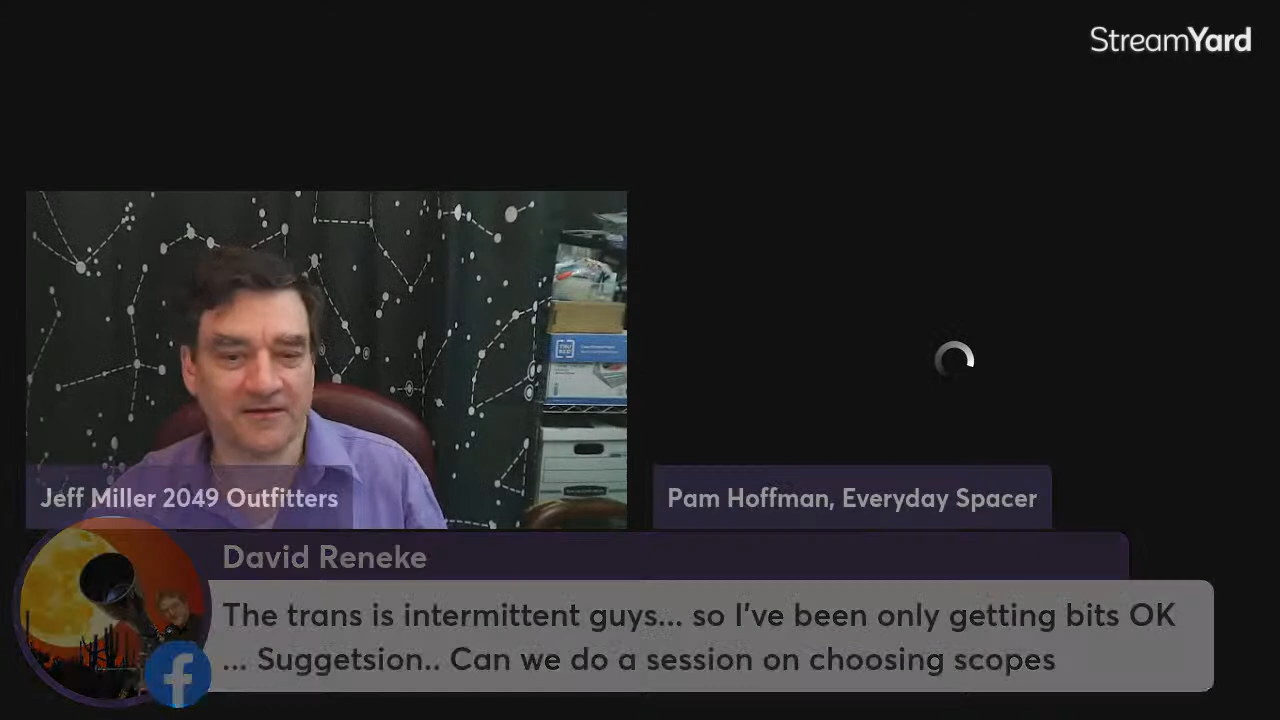 StreamYard
Jeff Miller 2049 Outfitters
Pam Hoffman, Everyday Spacer
David Reneke
The trans is intermittent guys... so I've been only getting bits OK
... Suggetsion.. Can we do a session on choosing scopes